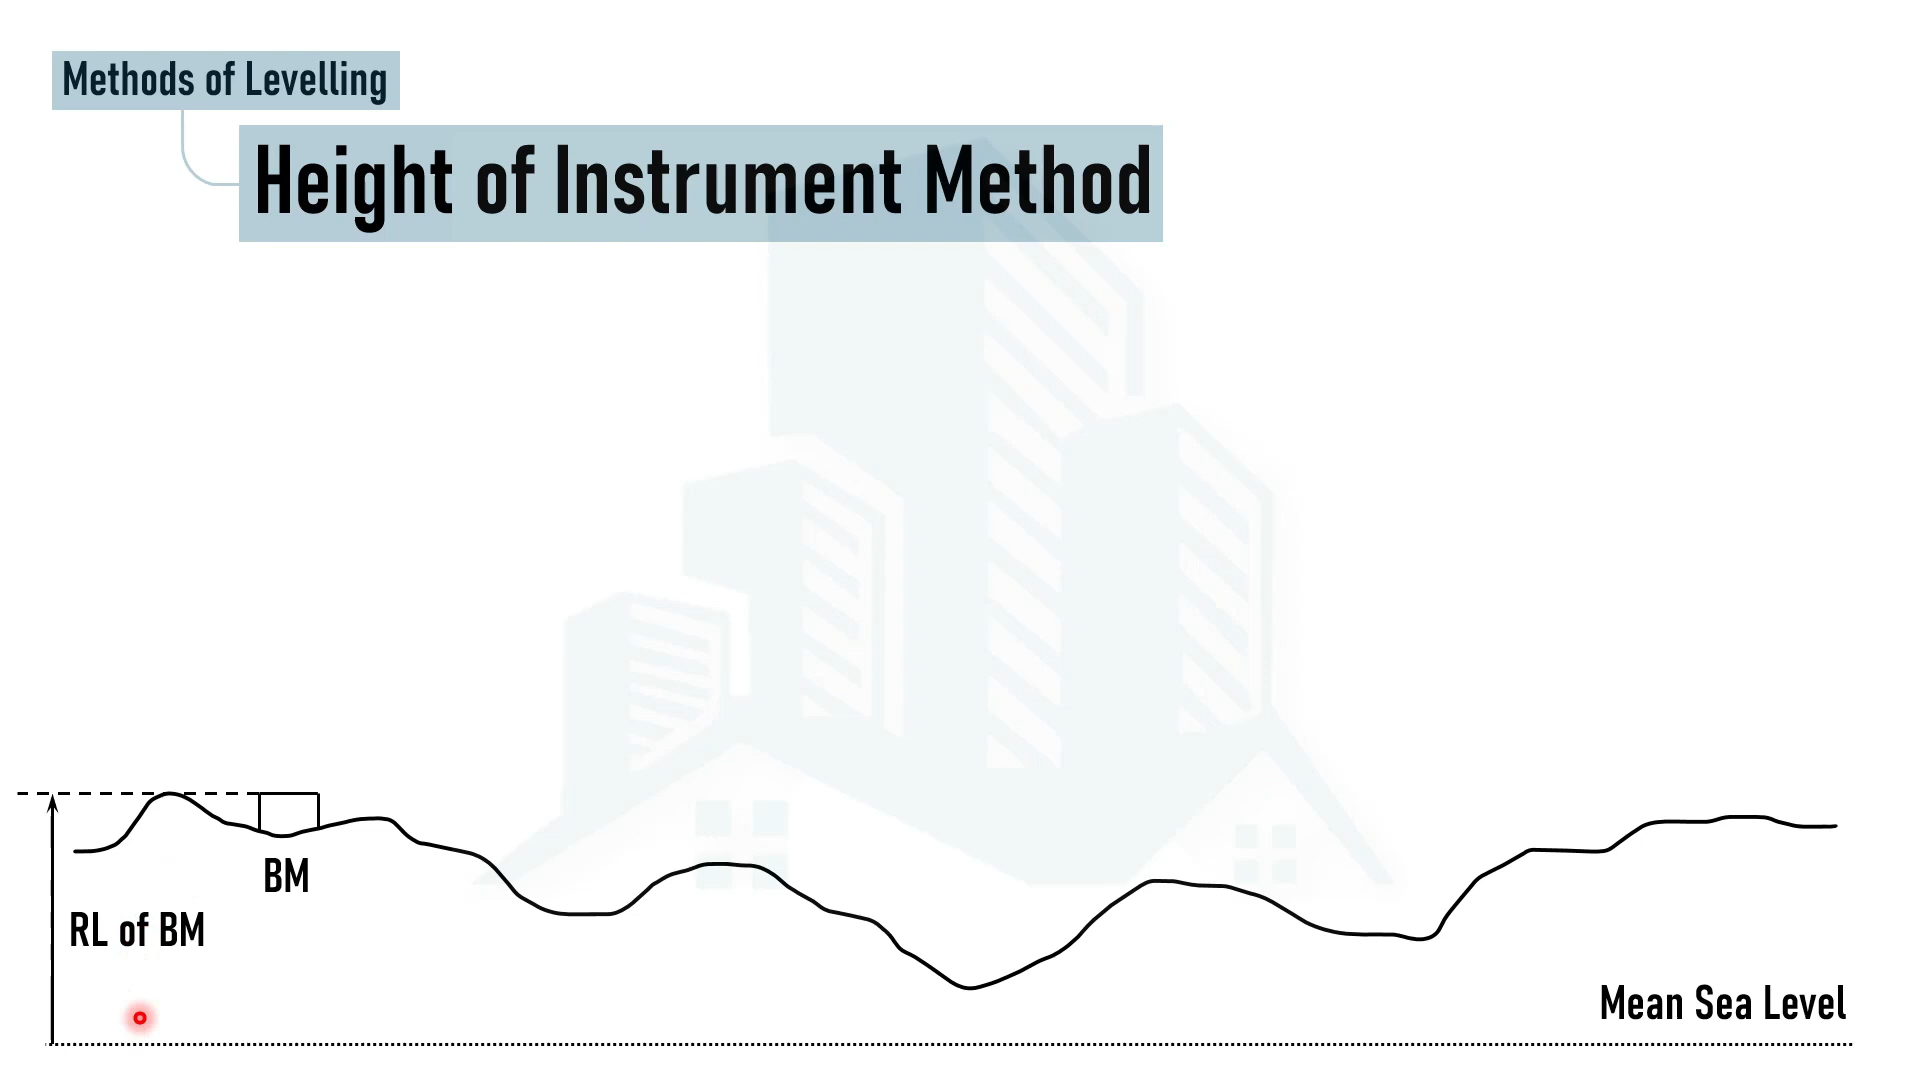 Methods of Levelling
Height of Instrument Method
BM
RL of BM
Mean Sea Level